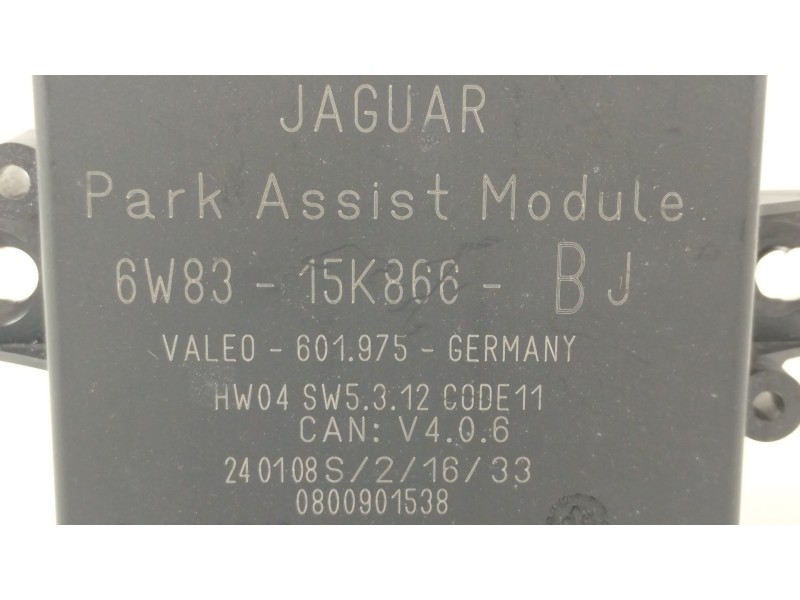 JAGUAR
Park Assist Module
6W83 - 15K866 - BJ
VALEO - 601.975 - GERMANY
HW04 SW5.3.12 CODE11
CAN: V4.0.6
240108S/2/16/33
0800901538